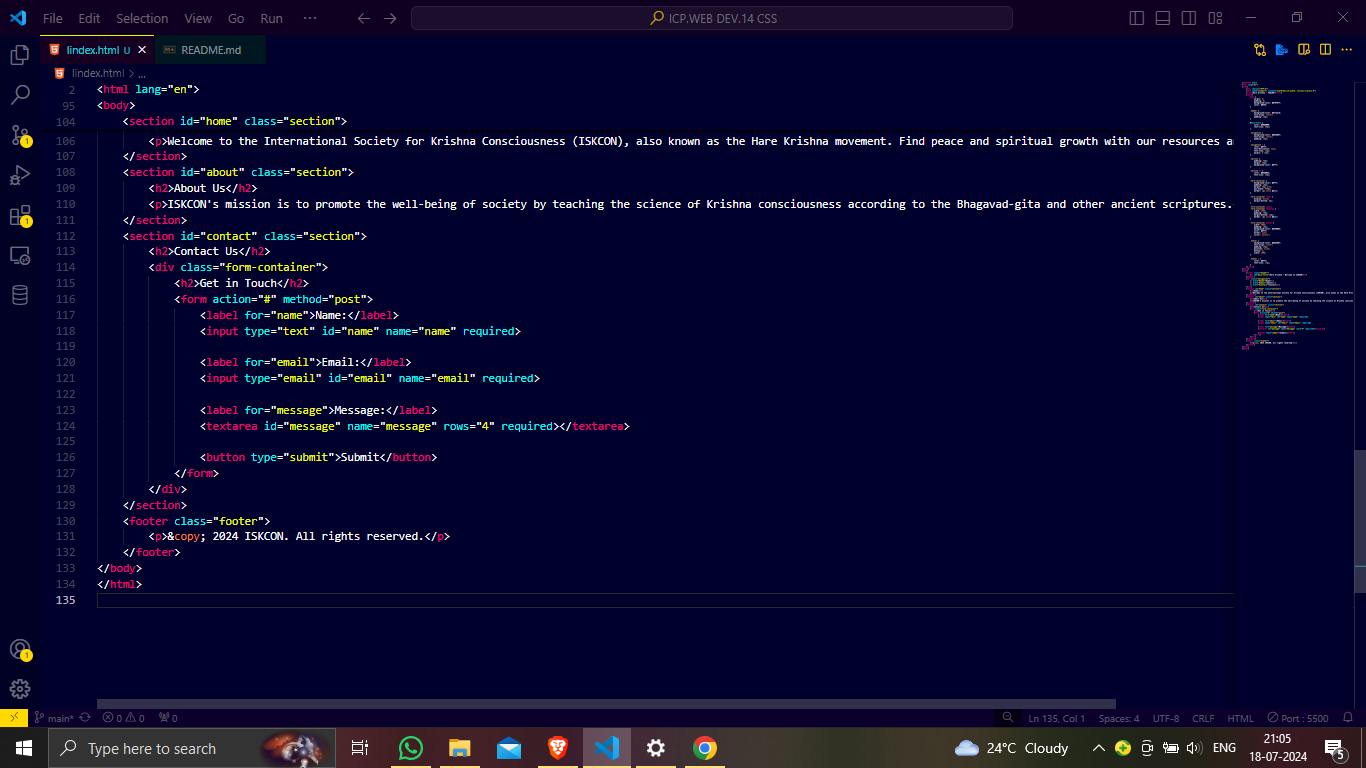 File Edit Selection View Go Run ··· ICP.WEB DEV.14 CSS
lindex.html U README.md
lindex.html > ...
2 <html lang="en">
95 <body>
104 <section id="home" class="section">
106 <p>Welcome to the International Society for Krishna Consciousness (ISKCON), also known as the Hare Krishna movement. Find peace and spiritual growth with our resources
107 </section>
108 <section id="about" class="section">
109 <h2>About Us</h2>
110 <p>ISKCON's mission is to promote the well-being of society by teaching the science of Krishna consciousness according to the Bhagavad-gita and other ancient scriptures.
111 </section>
112 <section id="contact" class="section">
113 <h2>Contact Us</h2>
114 <div class="form-container">
115 <h2>Get in Touch</h2>
116 <form action="#" method="post">
117 <label for="name">Name:</label>
118 <input type="text" id="name" name="name" required>
119
120 <label for="email">Email:</label>
121 <input type="email" id="email" name="email" required>
122
123 <label for="message">Message:</label>
124 <textarea id="message" name="message" rows="4" required></textarea>
125
126 <button type="submit">Submit</button>
127 </form>
128 </div>
129 </section>
130 <footer class="footer">
131 <p>&copy; 2024 ISKCON. All rights reserved.</p>
132 </footer>
133 </body>
134 </html>
135
main* 0 0 0 Ln 135, Col 1 Spaces: 4 UTF-8 CRLF HTML Port : 5500
Type here to search 24°C Cloudy ENG 21:05
18-07-2024 5